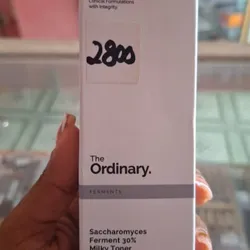 Clinical Formulations
with Integrity
2800
The
Ordinary.
FERMENTS
Saccharomyces
Ferment 30%
Milky Toner